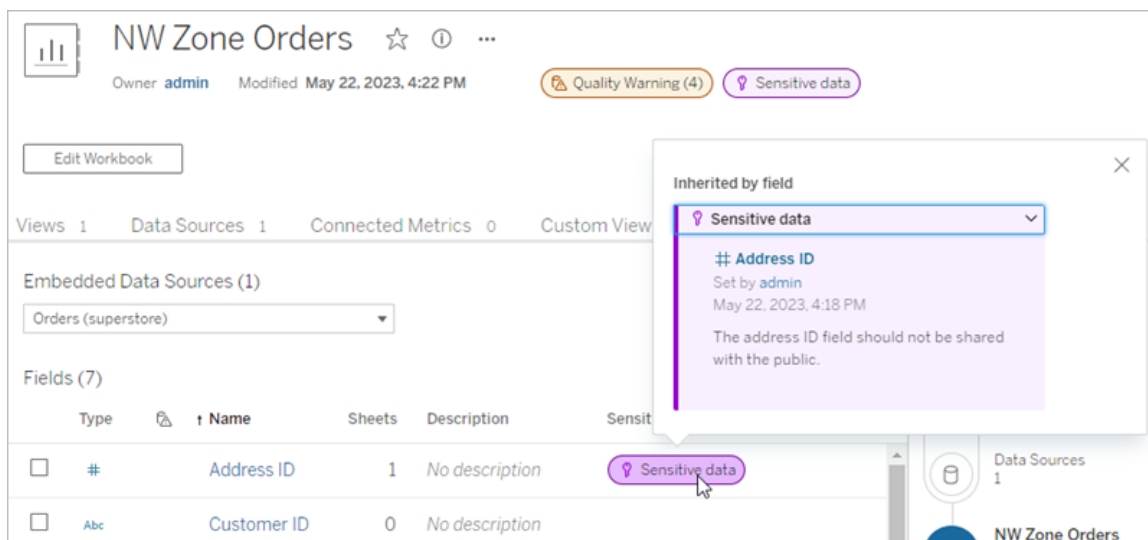 NW Zone Orders
Owner admin Modified May 22, 2023, 4:22 PM Quality Warning (4) Sensitive data
Edit Workbook
Views 1 Data Sources 1 Connected Metrics 0 Custom View
Embedded Data Sources (1)
Orders (superstore)
Fields (7)
Type Name Sheets Description Sensit
# Address ID 1 No description Sensitive data
Abc Customer ID 0 No description
Inherited by field
Sensitive data
# Address ID
Set by admin
May 22, 2023, 4:18 PM
The address ID field should not be shared
with the public.
Data Sources
1
NW Zone Orders